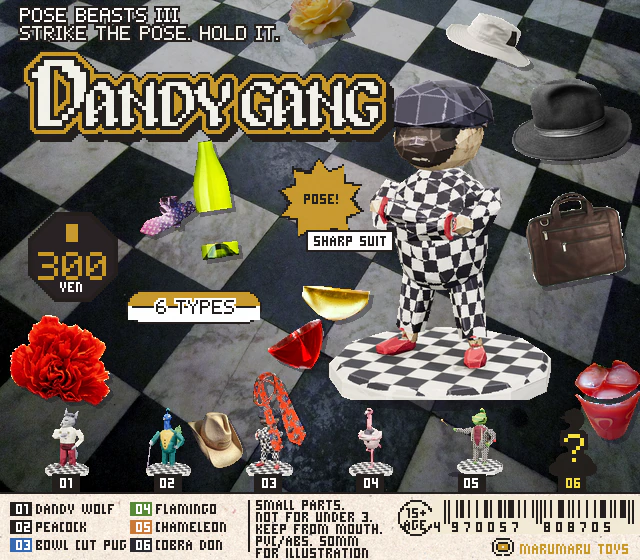 POSE BEASTS III
STRIKE THE POSE. HOLD IT.
DANDY GANG
POSE!
SHARP SUIT
300
YEN
6 TYPES
?
01
02
03
04
05
06
01 DANDY WOLF
02 PEACOCK
03 BOWL CUT PUG
04 FLAMINGO
05 CHAMELEON
06 COBRA DON
SMALL PARTS.
NOT FOR UNDER 3.
KEEP FROM MOUTH.
PVC/ABS. 50MM
FOR ILLUSTRATION
15+
AGE
4 970057 808705
MARUMARU TOYS